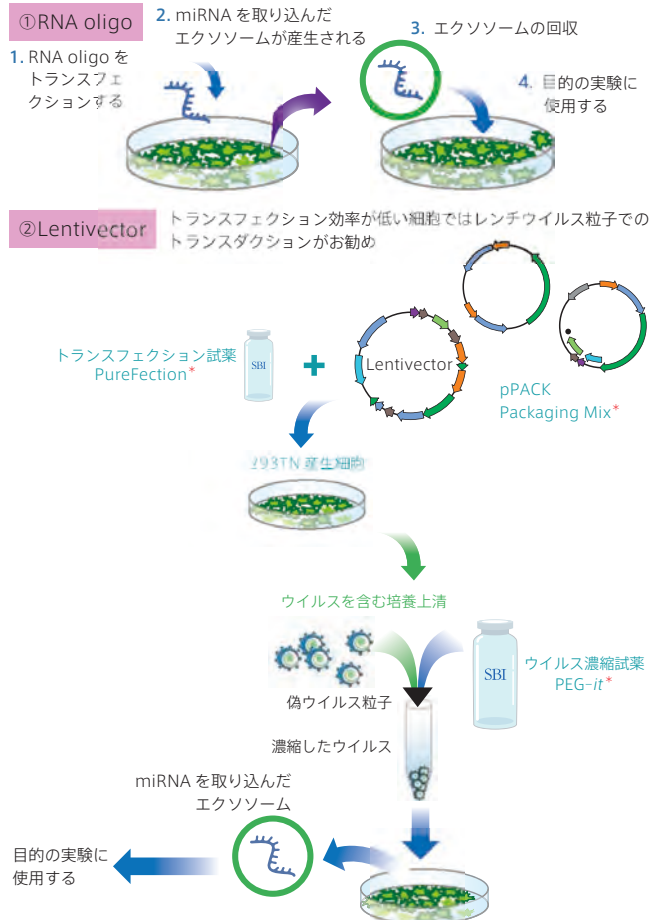 ①RNA oligo
1. RNA oligo を
トランスフェ
クションする
2. miRNA を取り込んだ
エクソソームが産生される
3. エクソソームの回収
4. 目的の実験に
使用する
②Lentivector
トランスフェクション効率が低い細胞ではレンチウイルス粒子での
トランスダクションがお勧め
トランスフェクション試薬
PureFection*
SBI
+
Lentivector
pPACK
Packaging Mix*
293TN 産生細胞
ウイルスを含む培養上清
偽ウイルス粒子
SBI
ウイルス濃縮試薬
PEG-it*
濃縮したウイルス
miRNA を取り込んだ
エクソソーム
目的の実験に
使用する